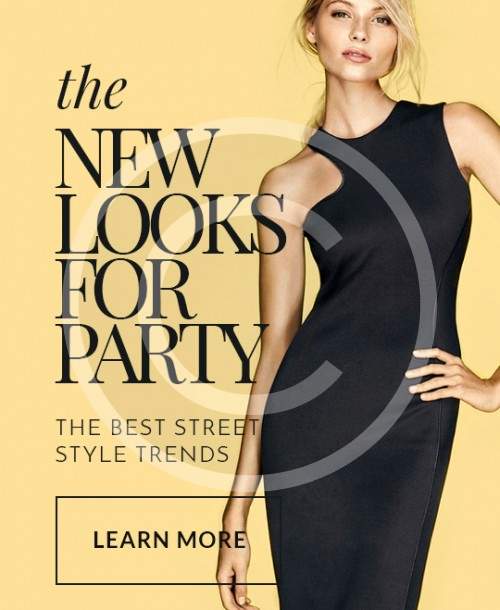 the
NEW
LOOKS
FOR
PARTY
THE BEST STREET
STYLE TRENDS
LEARN MORE